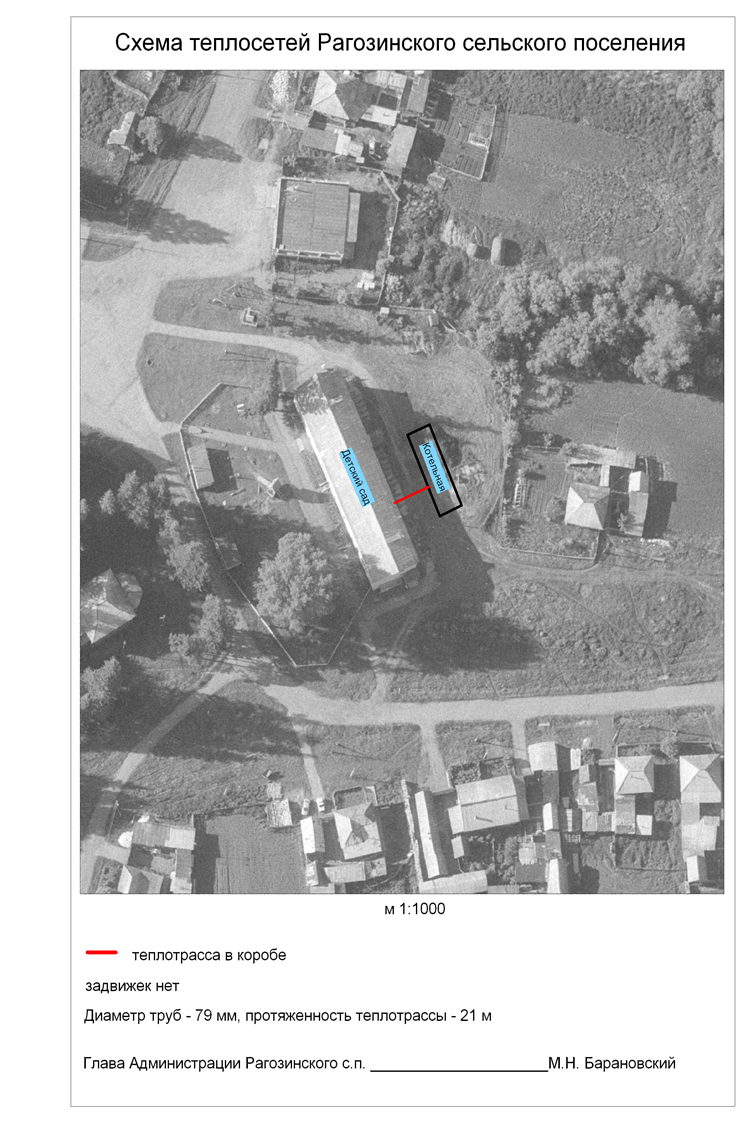 Схема теплосетей Рагозинского сельского поселения
Детский сад
Котельная
м 1:1000
теплотрасса в коробе
задвижек нет
Диаметр труб - 79 мм, протяженность теплотрассы - 21 м
Глава Администрации Рагозинского с.п. ______________________М.Н. Барановский